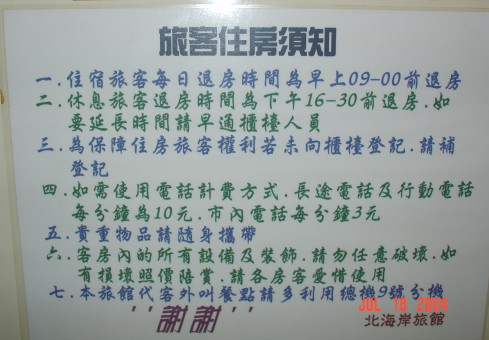 旅客住房須知
一.住宿旅客每日退房時間為早上09-00前退房
二.休息旅客退房時間為下午16-30前退房.如
要延長時間請早通櫃檯人員
三.為保障住房旅客權利若未向櫃檯登記.請補
登記
四.如需使用電話計費方式.長途電話及行動電話
每分鐘為10元.市內電話每分鐘3元
五.貴重物品請隨身攜帶
六.客房內的所有設備及裝飾.請勿任意破壞.如
有損壞照價陪賞.請各房客愛惜使用
七.本旅館代客外叫餐點請多利用總機9號分機
JUL 18 2004
''謝謝''
北海岸旅館